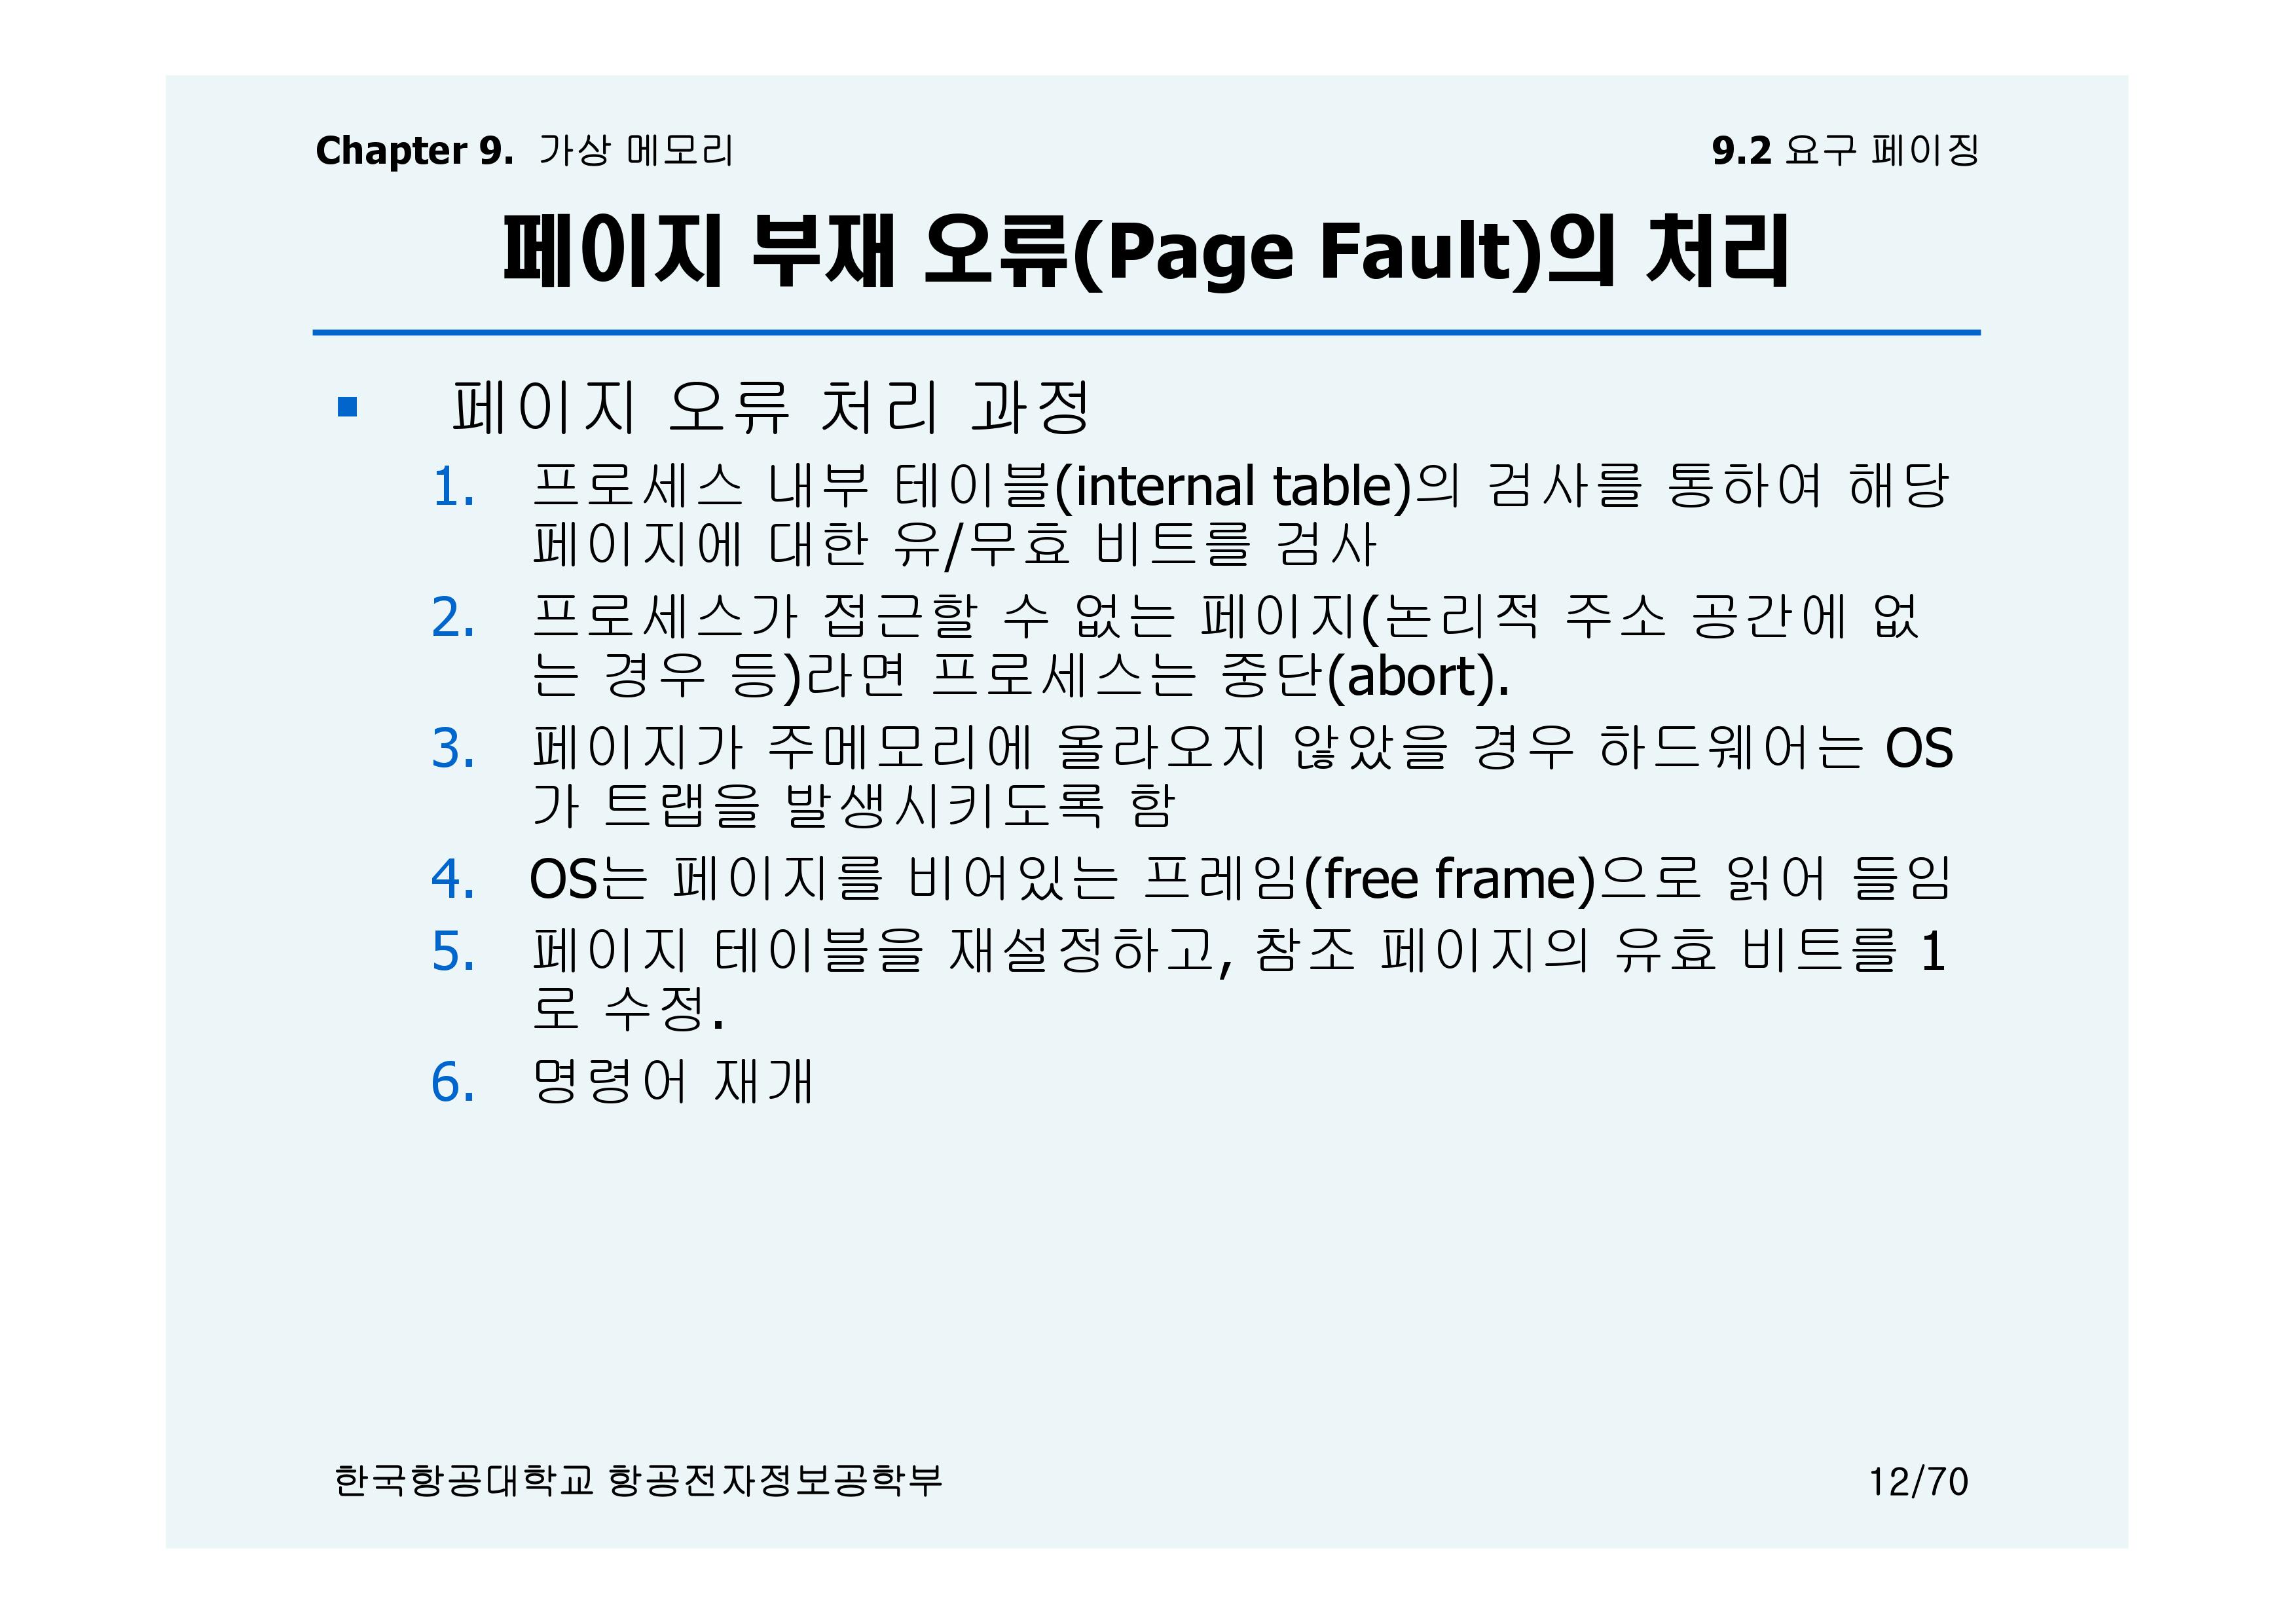 Chapter 9. 가상 메모리
9.2 요구 페이징
페이지 부재 오류(Page Fault)의 처리
▪ 페이지 오류 처리 과정
1. 프로세스 내부 테이블(internal table)의 검사를 통하여 해당
페이지에 대한 유/무효 비트를 검사
2. 프로세스가 접근할 수 없는 페이지(논리적 주소 공간에 없
는 경우 등)라면 프로세스는 중단(abort).
3. 페이지가 주메모리에 올라오지 않았을 경우 하드웨어는 OS
가 트랩을 발생시키도록 함
4. OS는 페이지를 비어있는 프레임(free frame)으로 읽어 들임
5. 페이지 테이블을 재설정하고, 참조 페이지의 유효 비트를 1
로 수정.
6. 명령어 재개
한국항공대학교 항공전자정보공학부
12/70